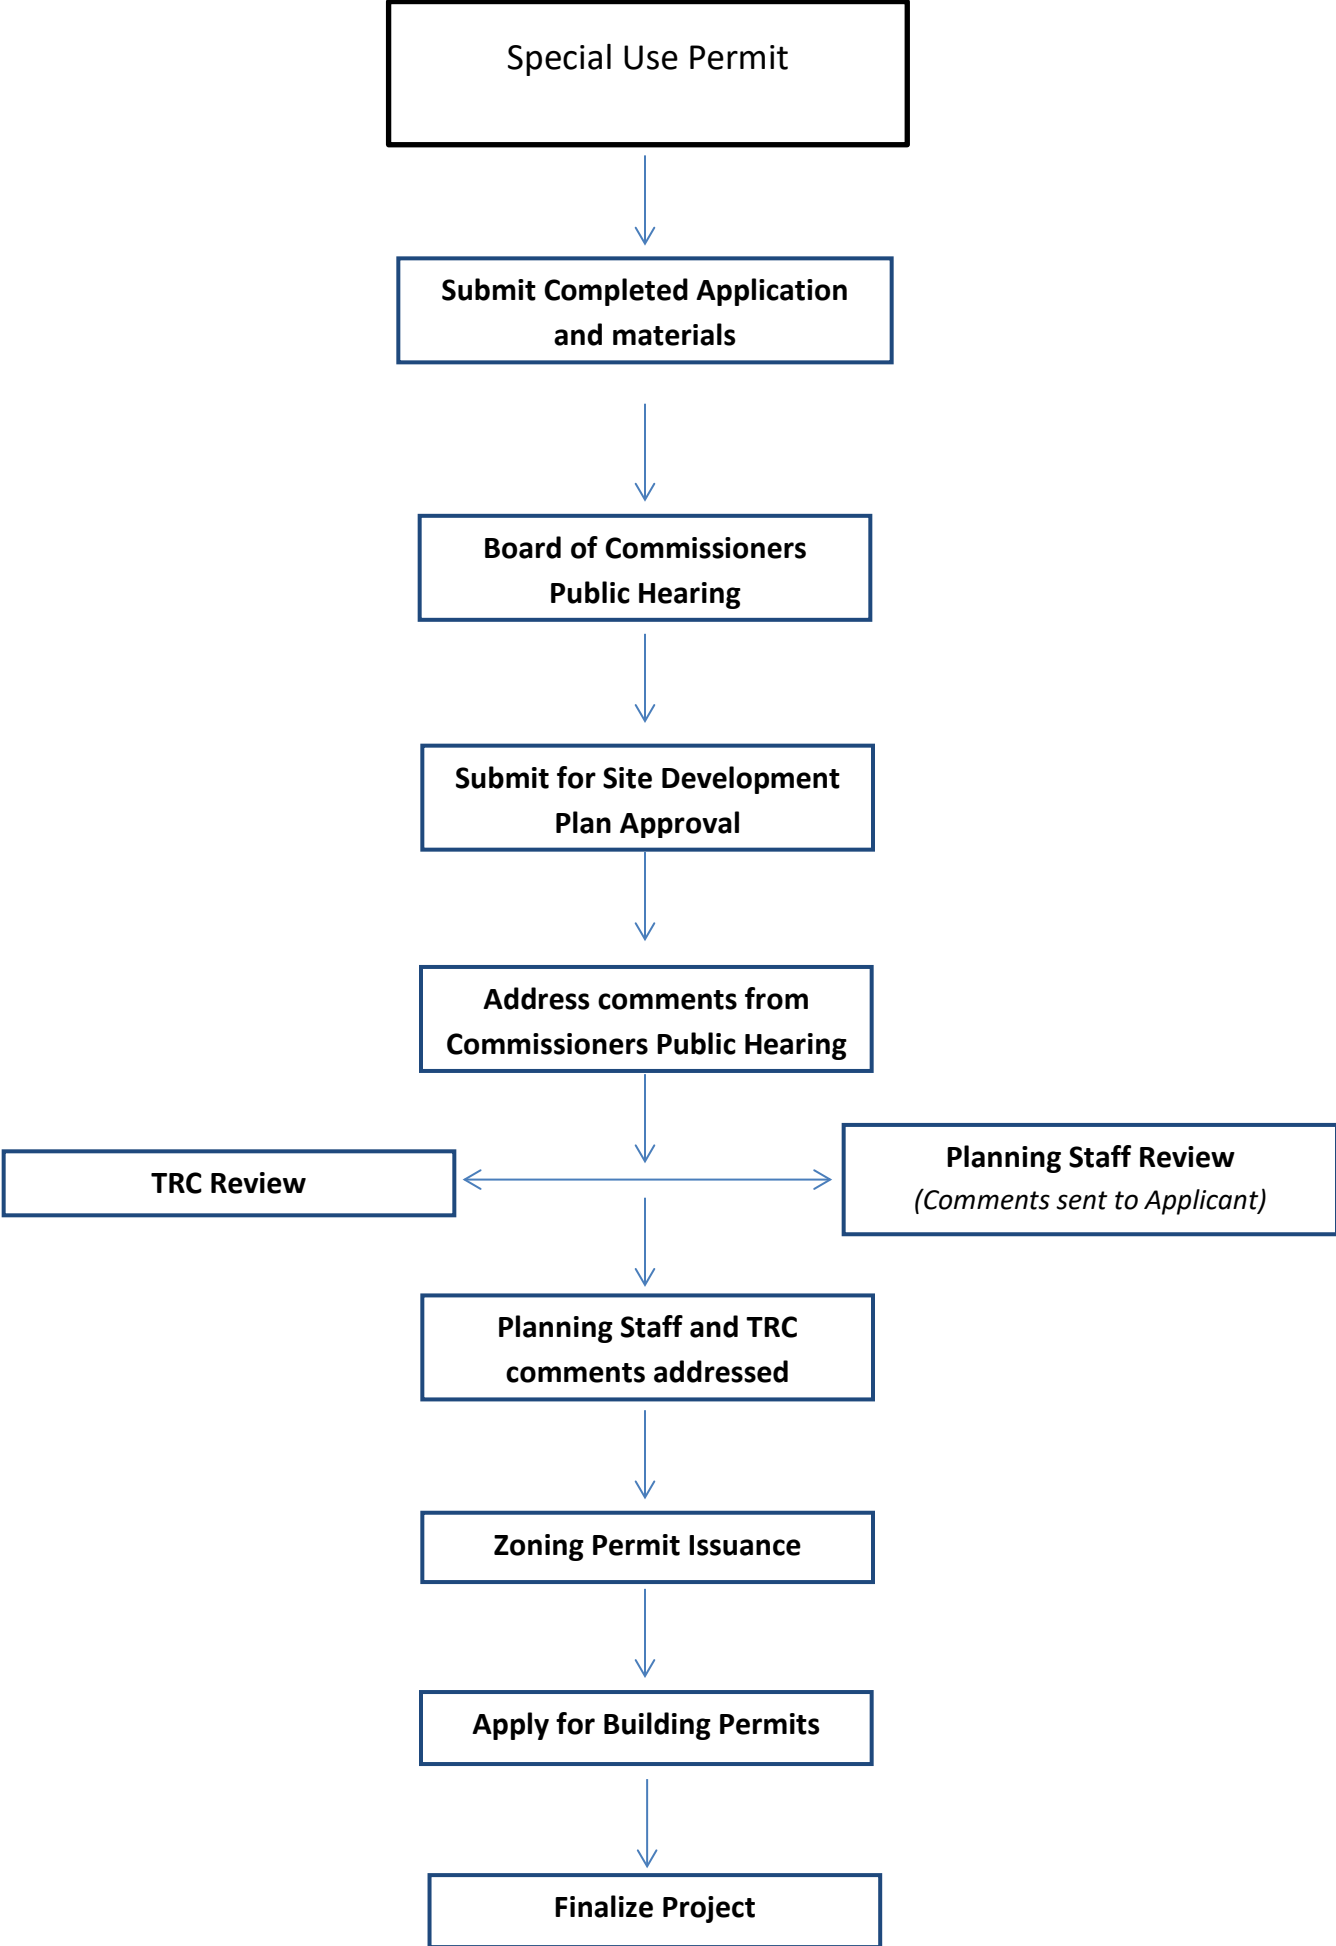 Special Use Permit
Submit Completed Application
and materials
Board of Commissioners
Public Hearing
Submit for Site Development
Plan Approval
Address comments from
Commissioners Public Hearing
TRC Review
Planning Staff Review
(Comments sent to Applicant)
Planning Staff and TRC
comments addressed
Zoning Permit Issuance
Apply for Building Permits
Finalize Project